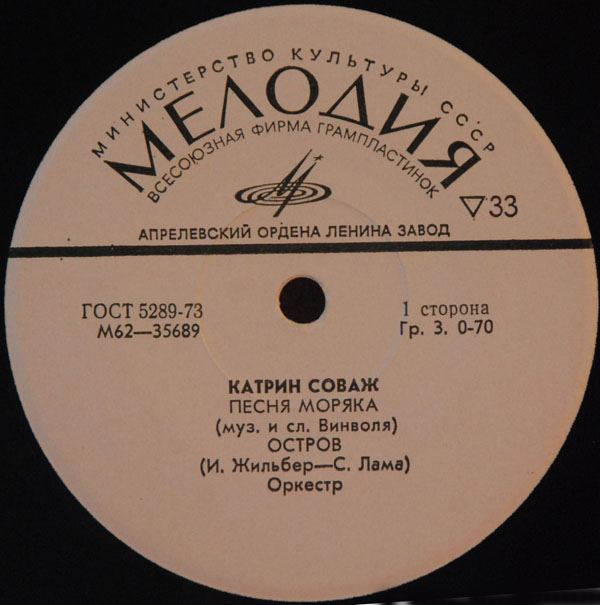 МИНИСТЕРСТВО КУЛЬТУРЫ СССР
МЕЛОДИЯ
ВСЕСОЮЗНАЯ ФИРМА ГРАМПЛАСТИНОК
33
АПРЕЛЕВСКИЙ ОРДЕНА ЛЕНИНА ЗАВОД
ГОСТ 5289-73
М62—35689
1 сторона
Гр. 3. 0-70
КАТРИН СОВАЖ
ПЕСНЯ МОРЯКА
(муз. и сл. Винволя)
ОСТРОВ
(И. Жильбер—С. Лама)
Оркестр